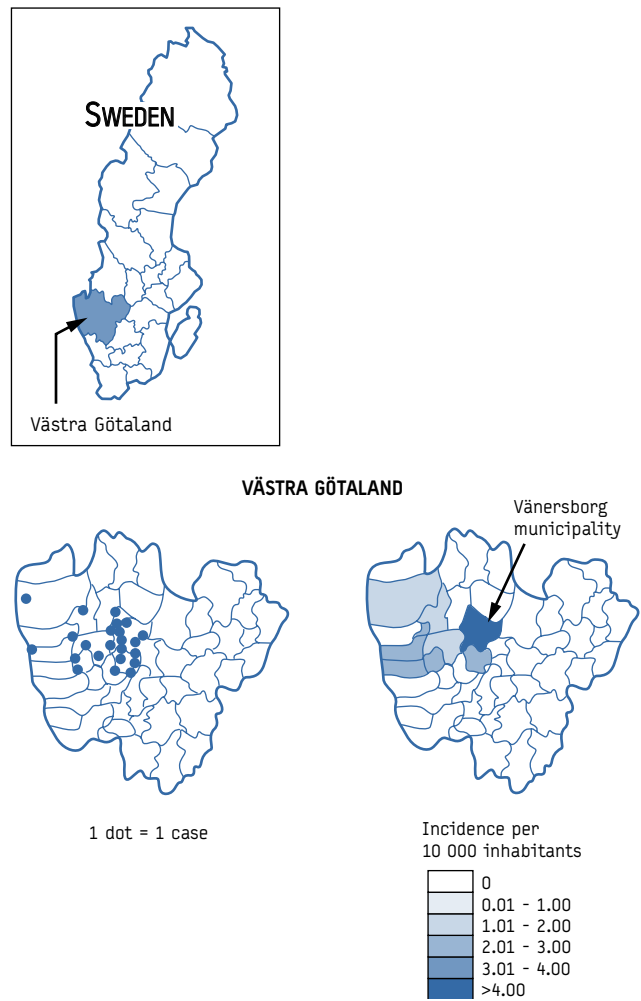 SWEDEN
Västra Götaland
VÄSTRA GÖTALAND
Vänersborg
municipality
1 dot = 1 case
Incidence per
10 000 inhabitants
0
0.01 - 1.00
1.01 - 2.00
2.01 - 3.00
3.01 - 4.00
>4.00